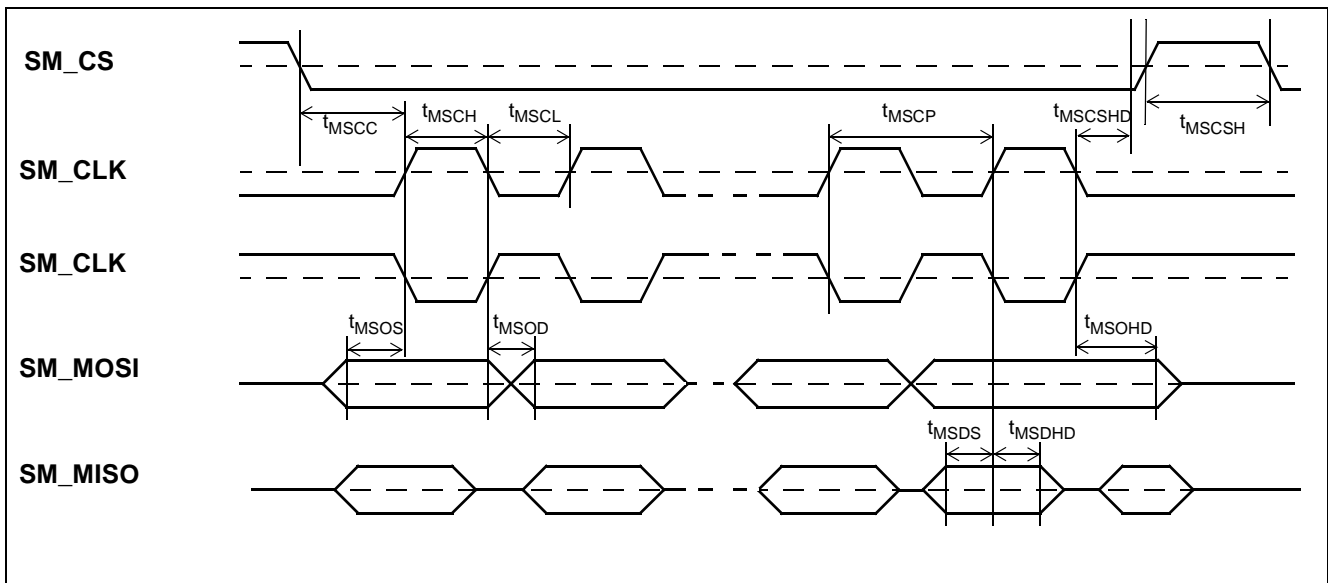 SM_CS
tMSCC
tMSCH
tMSCL
tMSCP
tMSCSHD
tMSCSH
SM_CLK
SM_CLK
tMSOS
tMSOD
tMSOHD
SM_MOSI
tMSDS
tMSDHD
SM_MISO